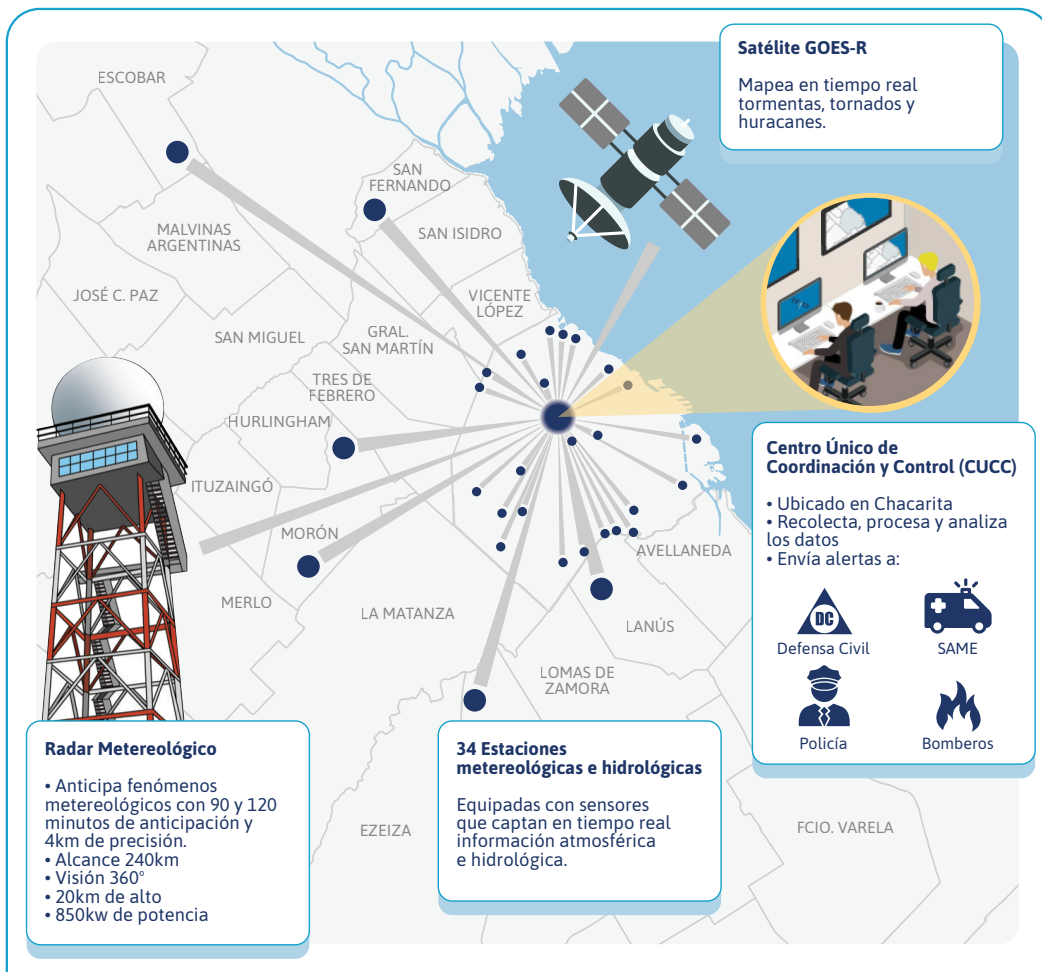 ESCOBAR
SAN
FERNANDO
MALVINAS
ARGENTINAS
SAN ISIDRO
JOSÉ C. PAZ
VICENTE
LÓPEZ
SAN MIGUEL
GRAL.
SAN MARTÍN
TRES DE
FEBRERO
HURLINGHAM
ITUZAINGÓ
MORÓN
MERLO
LA MATANZA
AVELLANEDA
LANÚS
LOMAS DE
ZAMORA
EZEIZA
FCIO. VARELA
Satélite GOES-R
Mapea en tiempo real
tormentas, tornados y
huracanes.
Centro Único de
Coordinación y Control (CUCC)
• Ubicado en Chacarita
• Recolecta, procesa y analiza
los datos
• Envía alertas a:
DC
Defensa Civil
SAME
Policía
Bomberos
Radar Metereológico
• Anticipa fenómenos
metereológicos con 90 y 120
minutos de anticipación y
4km de precisión.
• Alcance 240km
• Visión 360°
• 20km de alto
• 850kw de potencia
34 Estaciones
metereológicas e hidrológicas
Equipadas con sensores
que captan en tiempo real
información atmosférica
e hidrológica.